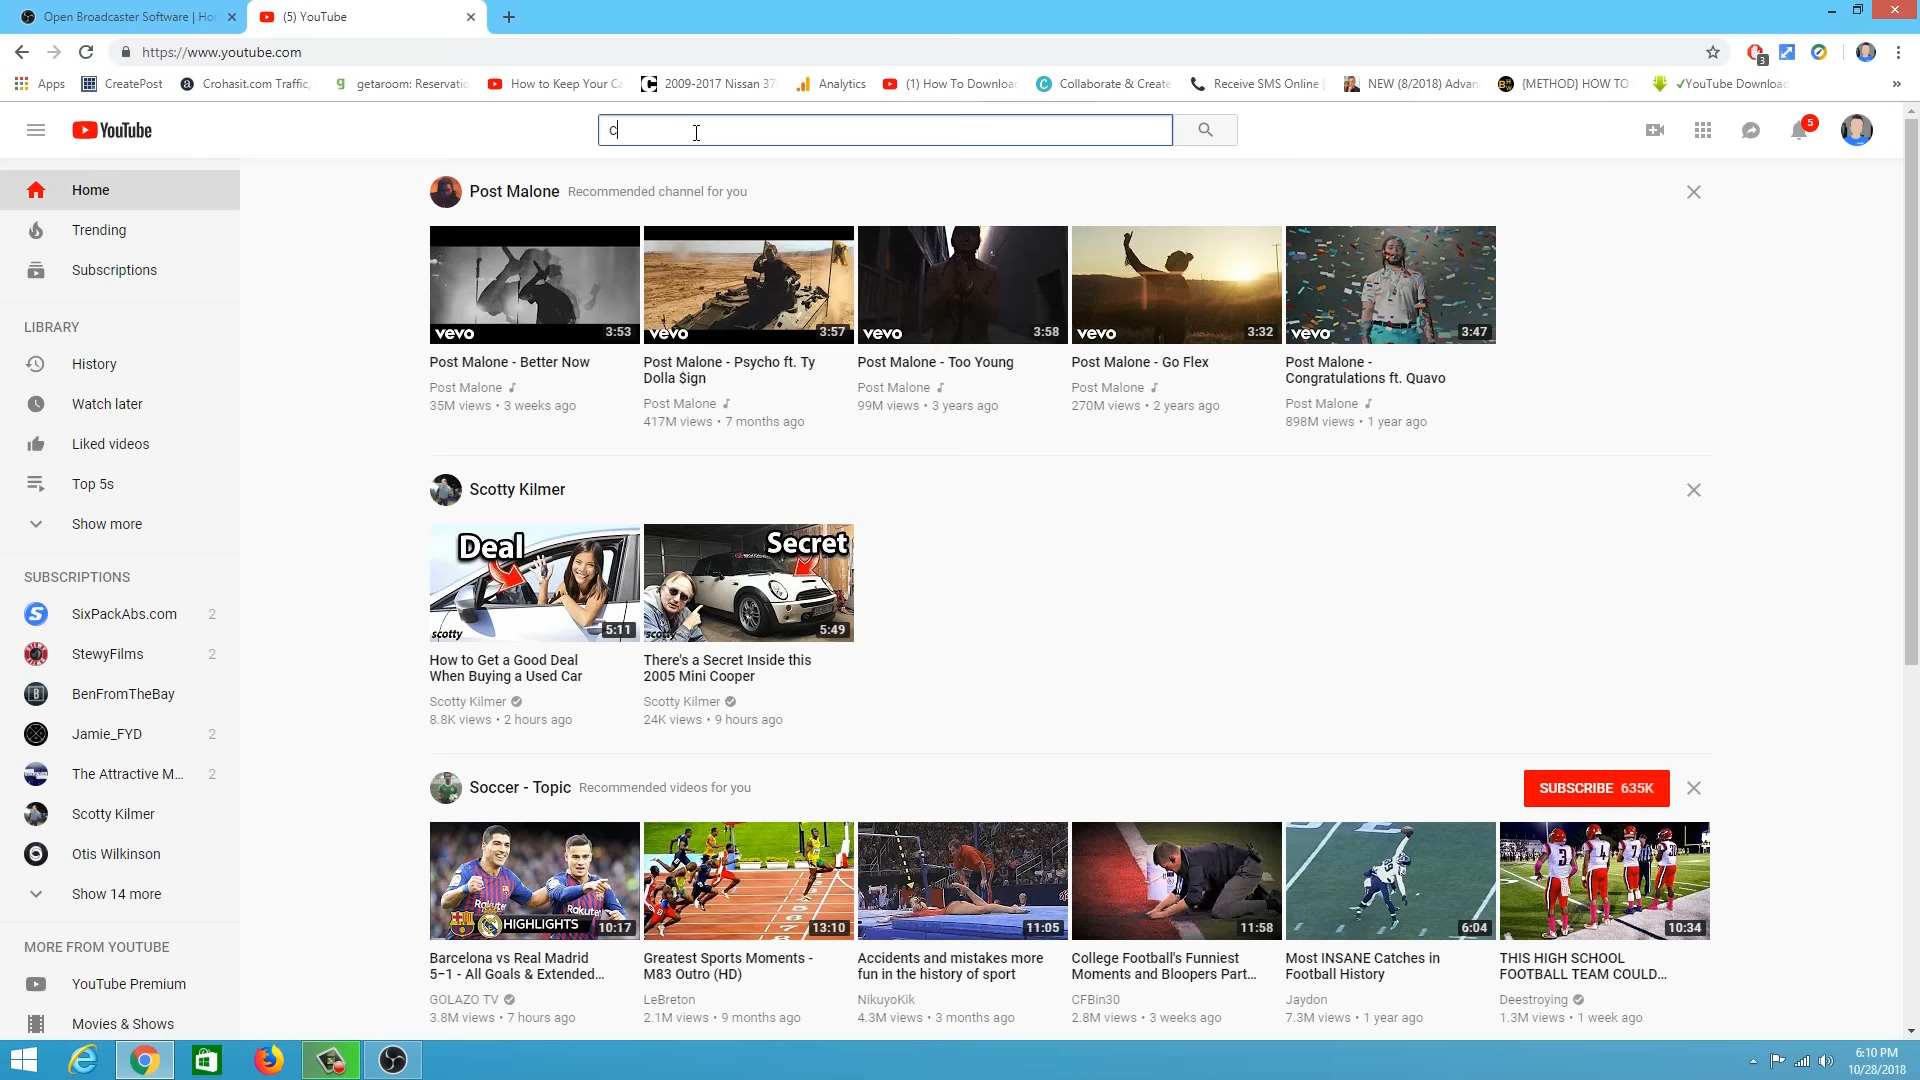 Open Broadcaster Software | Ho
(5) YouTube
https://www.youtube.com
3
Apps
CreatePost
Crohasit.com Traffic,
getaroom: Reservatio
How to Keep Your Ca
2009-2017 Nissan 37
Analytics
(1) How To Downloa
Collaborate & Create
Receive SMS Online |
NEW (8/2018) Advan
{METHOD} HOW TO
✓YouTube Downloa
»
YouTube
c
5
Home
Trending
Subscriptions
LIBRARY
History
Watch later
Liked videos
Top 5s
Show more
SUBSCRIPTIONS
SixPackAbs.com 2
StewyFilms 2
BenFromTheBay
Jamie_FYD 2
The Attractive M... 2
Scotty Kilmer
Otis Wilkinson
Show 14 more
MORE FROM YOUTUBE
YouTube Premium
Movies & Shows
Post Malone Recommended channel for you
vevo 3:53
vevo 3:57
vevo 3:58
vevo 3:32
vevo 3:47
Post Malone - Better Now
Post Malone
35M views • 3 weeks ago
Post Malone - Psycho ft. Ty
Dolla $ign
Post Malone
417M views • 7 months ago
Post Malone - Too Young
Post Malone
99M views • 3 years ago
Post Malone - Go Flex
Post Malone
270M views • 2 years ago
Post Malone -
Congratulations ft. Quavo
Post Malone
898M views • 1 year ago
Scotty Kilmer
Deal
scotty 5:11
Secret
scotty 5:49
How to Get a Good Deal
When Buying a Used Car
Scotty Kilmer
8.8K views • 2 hours ago
There's a Secret Inside this
2005 Mini Cooper
Scotty Kilmer
24K views • 9 hours ago
Soccer - Topic Recommended videos for you
SUBSCRIBE 635K
Rakuten
HIGHLIGHTS 10:17
13:10
11:05
11:58
6:04
3 4 7
10:34
Barcelona vs Real Madrid
5−1 - All Goals & Extended...
GOLAZO TV
3.8M views • 7 hours ago
Greatest Sports Moments -
M83 Outro (HD)
LeBreton
2.1M views • 9 months ago
Accidents and mistakes more
fun in the history of sport
NikuyoKik
4.3M views • 3 months ago
College Football's Funniest
Moments and Bloopers Part...
CFBin30
2.8M views • 3 weeks ago
Most INSANE Catches in
Football History
Jaydon
7.3M views • 1 year ago
THIS HIGH SCHOOL
FOOTBALL TEAM COULD...
Deestroying
1.3M views • 1 week ago
6:10 PM
10/28/2018